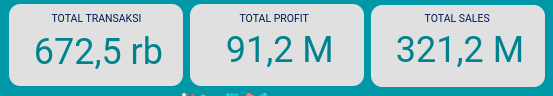 TOTAL TRANSAKSI
672,5 rb
TOTAL PROFIT
91,2 M
TOTAL SALES
321,2 M